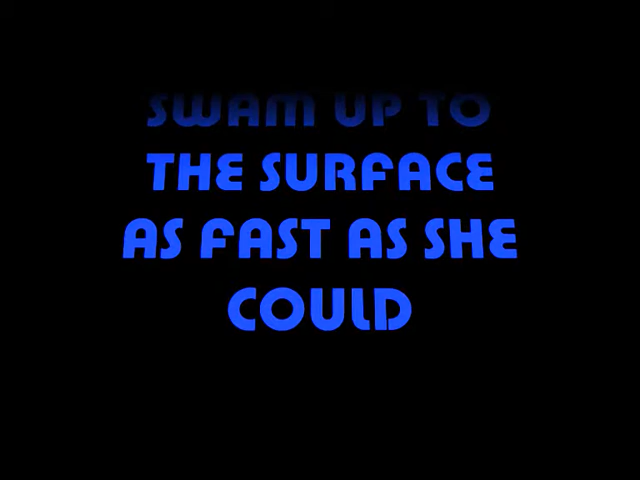 SWAM UP TO
THE SURFACE
AS FAST AS SHE
COULD